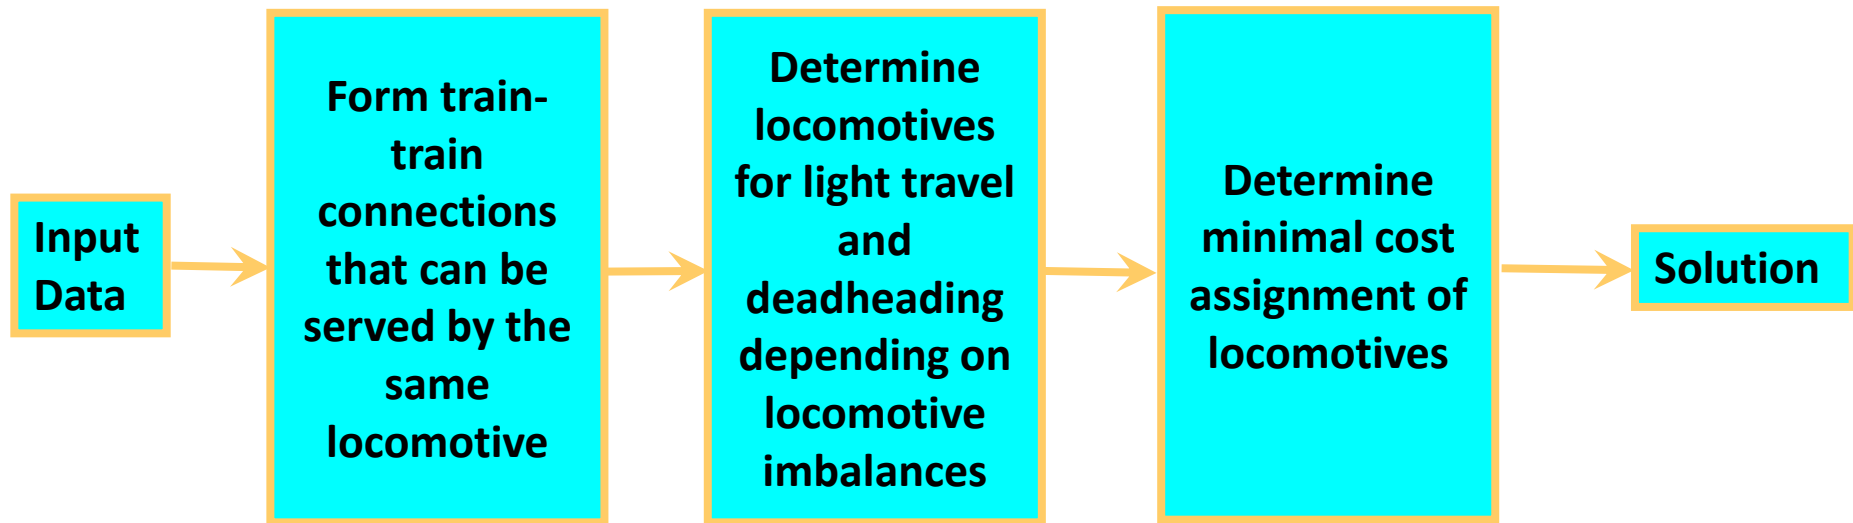 Input
Data
Form train-
train
connections
that can be
served by the
same
locomotive
Determine
locomotives
for light travel
and
deadheading
depending on
locomotive
imbalances
Determine
minimal cost
assignment of
locomotives
Solution